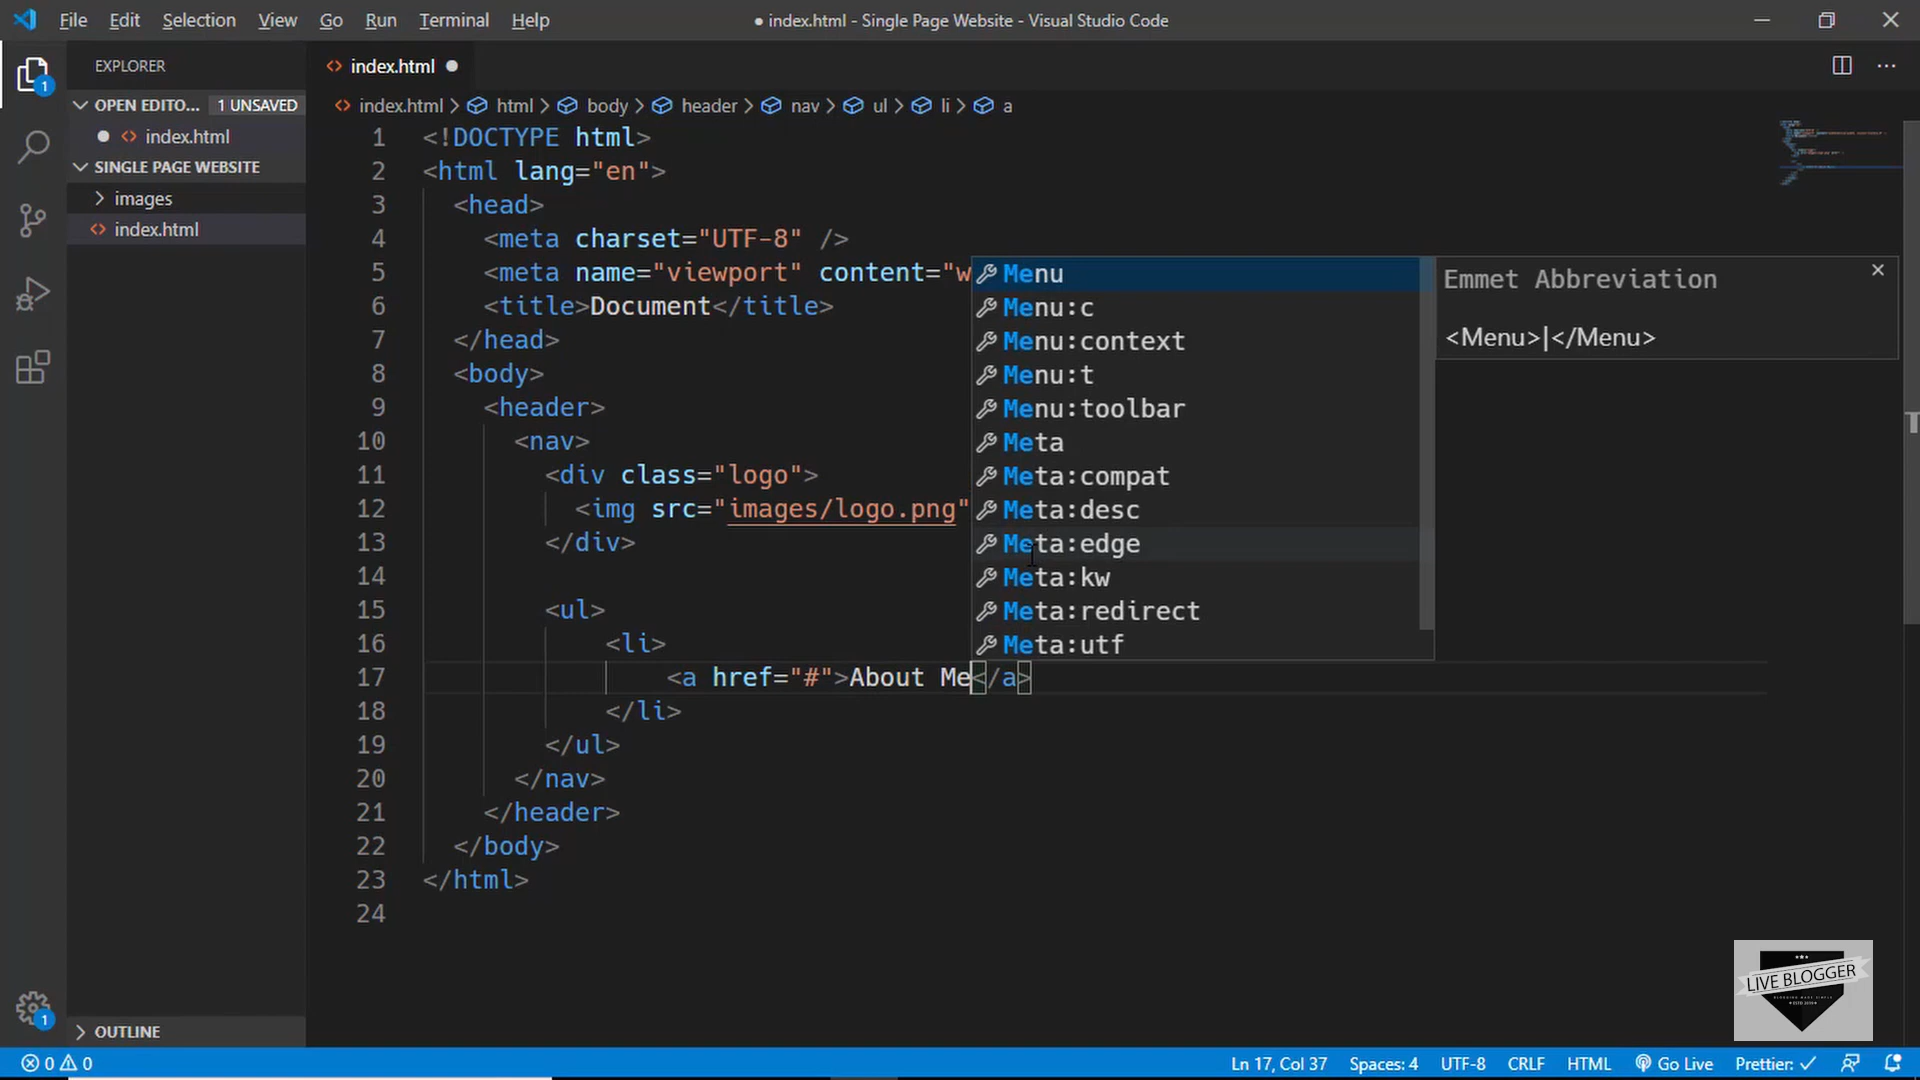 File Edit Selection View Go Run Terminal Help
● index.html - Single Page Website - Visual Studio Code
EXPLORER
index.html ●
OPEN EDITO... 1 UNSAVED
● index.html
SINGLE PAGE WEBSITE
images
index.html
OUTLINE
index.html > html > body > header > nav > ul > li > a
1 <!DOCTYPE html>
2 <html lang="en">
3 <head>
4 <meta charset="UTF-8" />
5 <meta name="viewport" content="w
6 <title>Document</title>
7 </head>
8 <body>
9 <header>
10 <nav>
11 <div class="logo">
12 <img src="images/logo.png"
13 </div>
14
15 <ul>
16 <li>
17 <a href="#">About Me</a>
18 </li>
19 </ul>
20 </nav>
21 </header>
22 </body>
23 </html>
24
Menu
Menu:c
Menu:context
Menu:t
Menu:toolbar
Meta
Meta:compat
Meta:desc
Meta:edge
Meta:kw
Meta:redirect
Meta:utf
Emmet Abbreviation
<Menu>|</Menu>
LIVE BLOGGER
1
1
0 0
Ln 17, Col 37 Spaces: 4 UTF-8 CRLF HTML Go Live Prettier: ✓